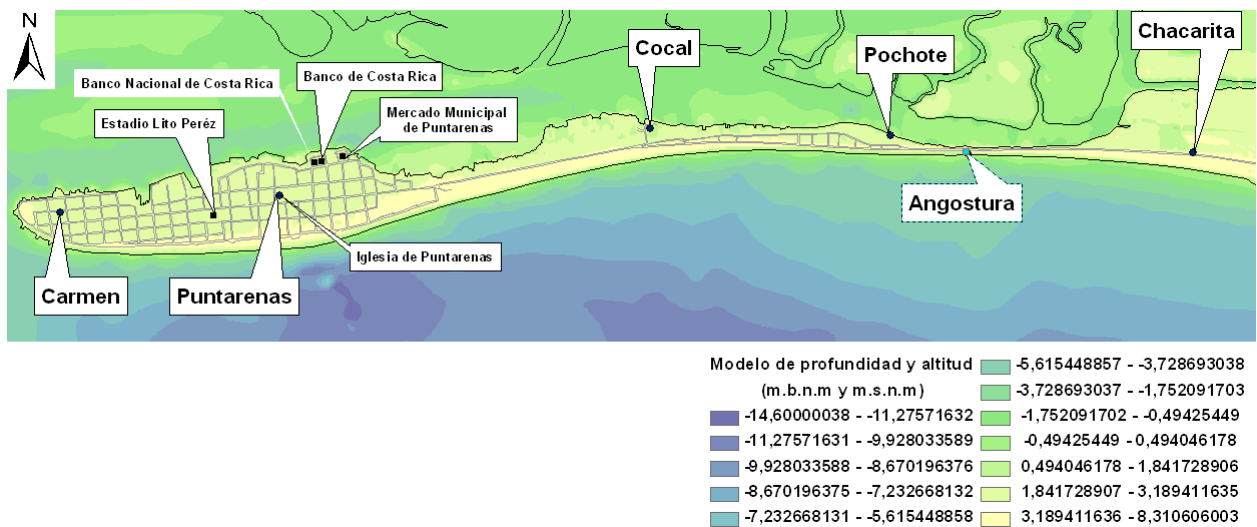 N
Cocal
Pochote
Chacarita
Banco Nacional de Costa Rica
Banco de Costa Rica
Estadio Lito Peréz
Mercado Municipal
de Puntarenas
Angostura
Iglesia de Puntarenas
Carmen
Puntarenas
Modelo de profundidad y altitud
(m.b.n.m y m.s.n.m)
-14,60000038 - -11,27571632
-11,27571631 - -9,928033589
-9,928033588 - -8,670196376
-8,670196375 - -7,232668132
-7,232668131 - -5,615448858
-5,615448857 - -3,728693038
-3,728693037 - -1,752091703
-1,752091702 - -0,49425449
-0,49425449 - 0,494046178
0,494046178 - 1,841728906
1,841728907 - 3,189411635
3,189411636 - 8,310606003